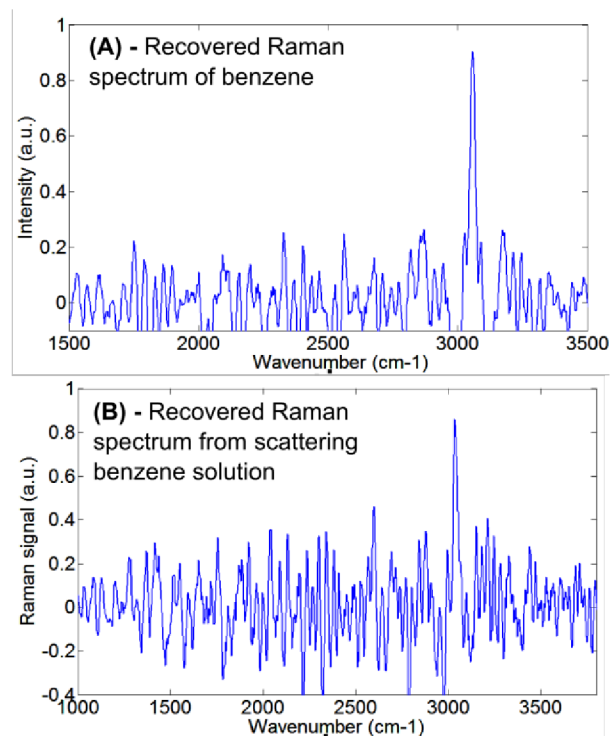 (A) - Recovered Raman
spectrum of benzene
Intensity (a.u.)
1
0.8
0.6
0.4
0.2
0
1500
2000
2500
3000
3500
Wavenumber (cm-1)
(B) - Recovered Raman
spectrum from scattering
benzene solution
Raman signal (a.u.)
1
0.8
0.6
0.4
0.2
0
-0.2
-0.4
1000
1500
2000
2500
3000
3500
Wavenumber (cm-1)